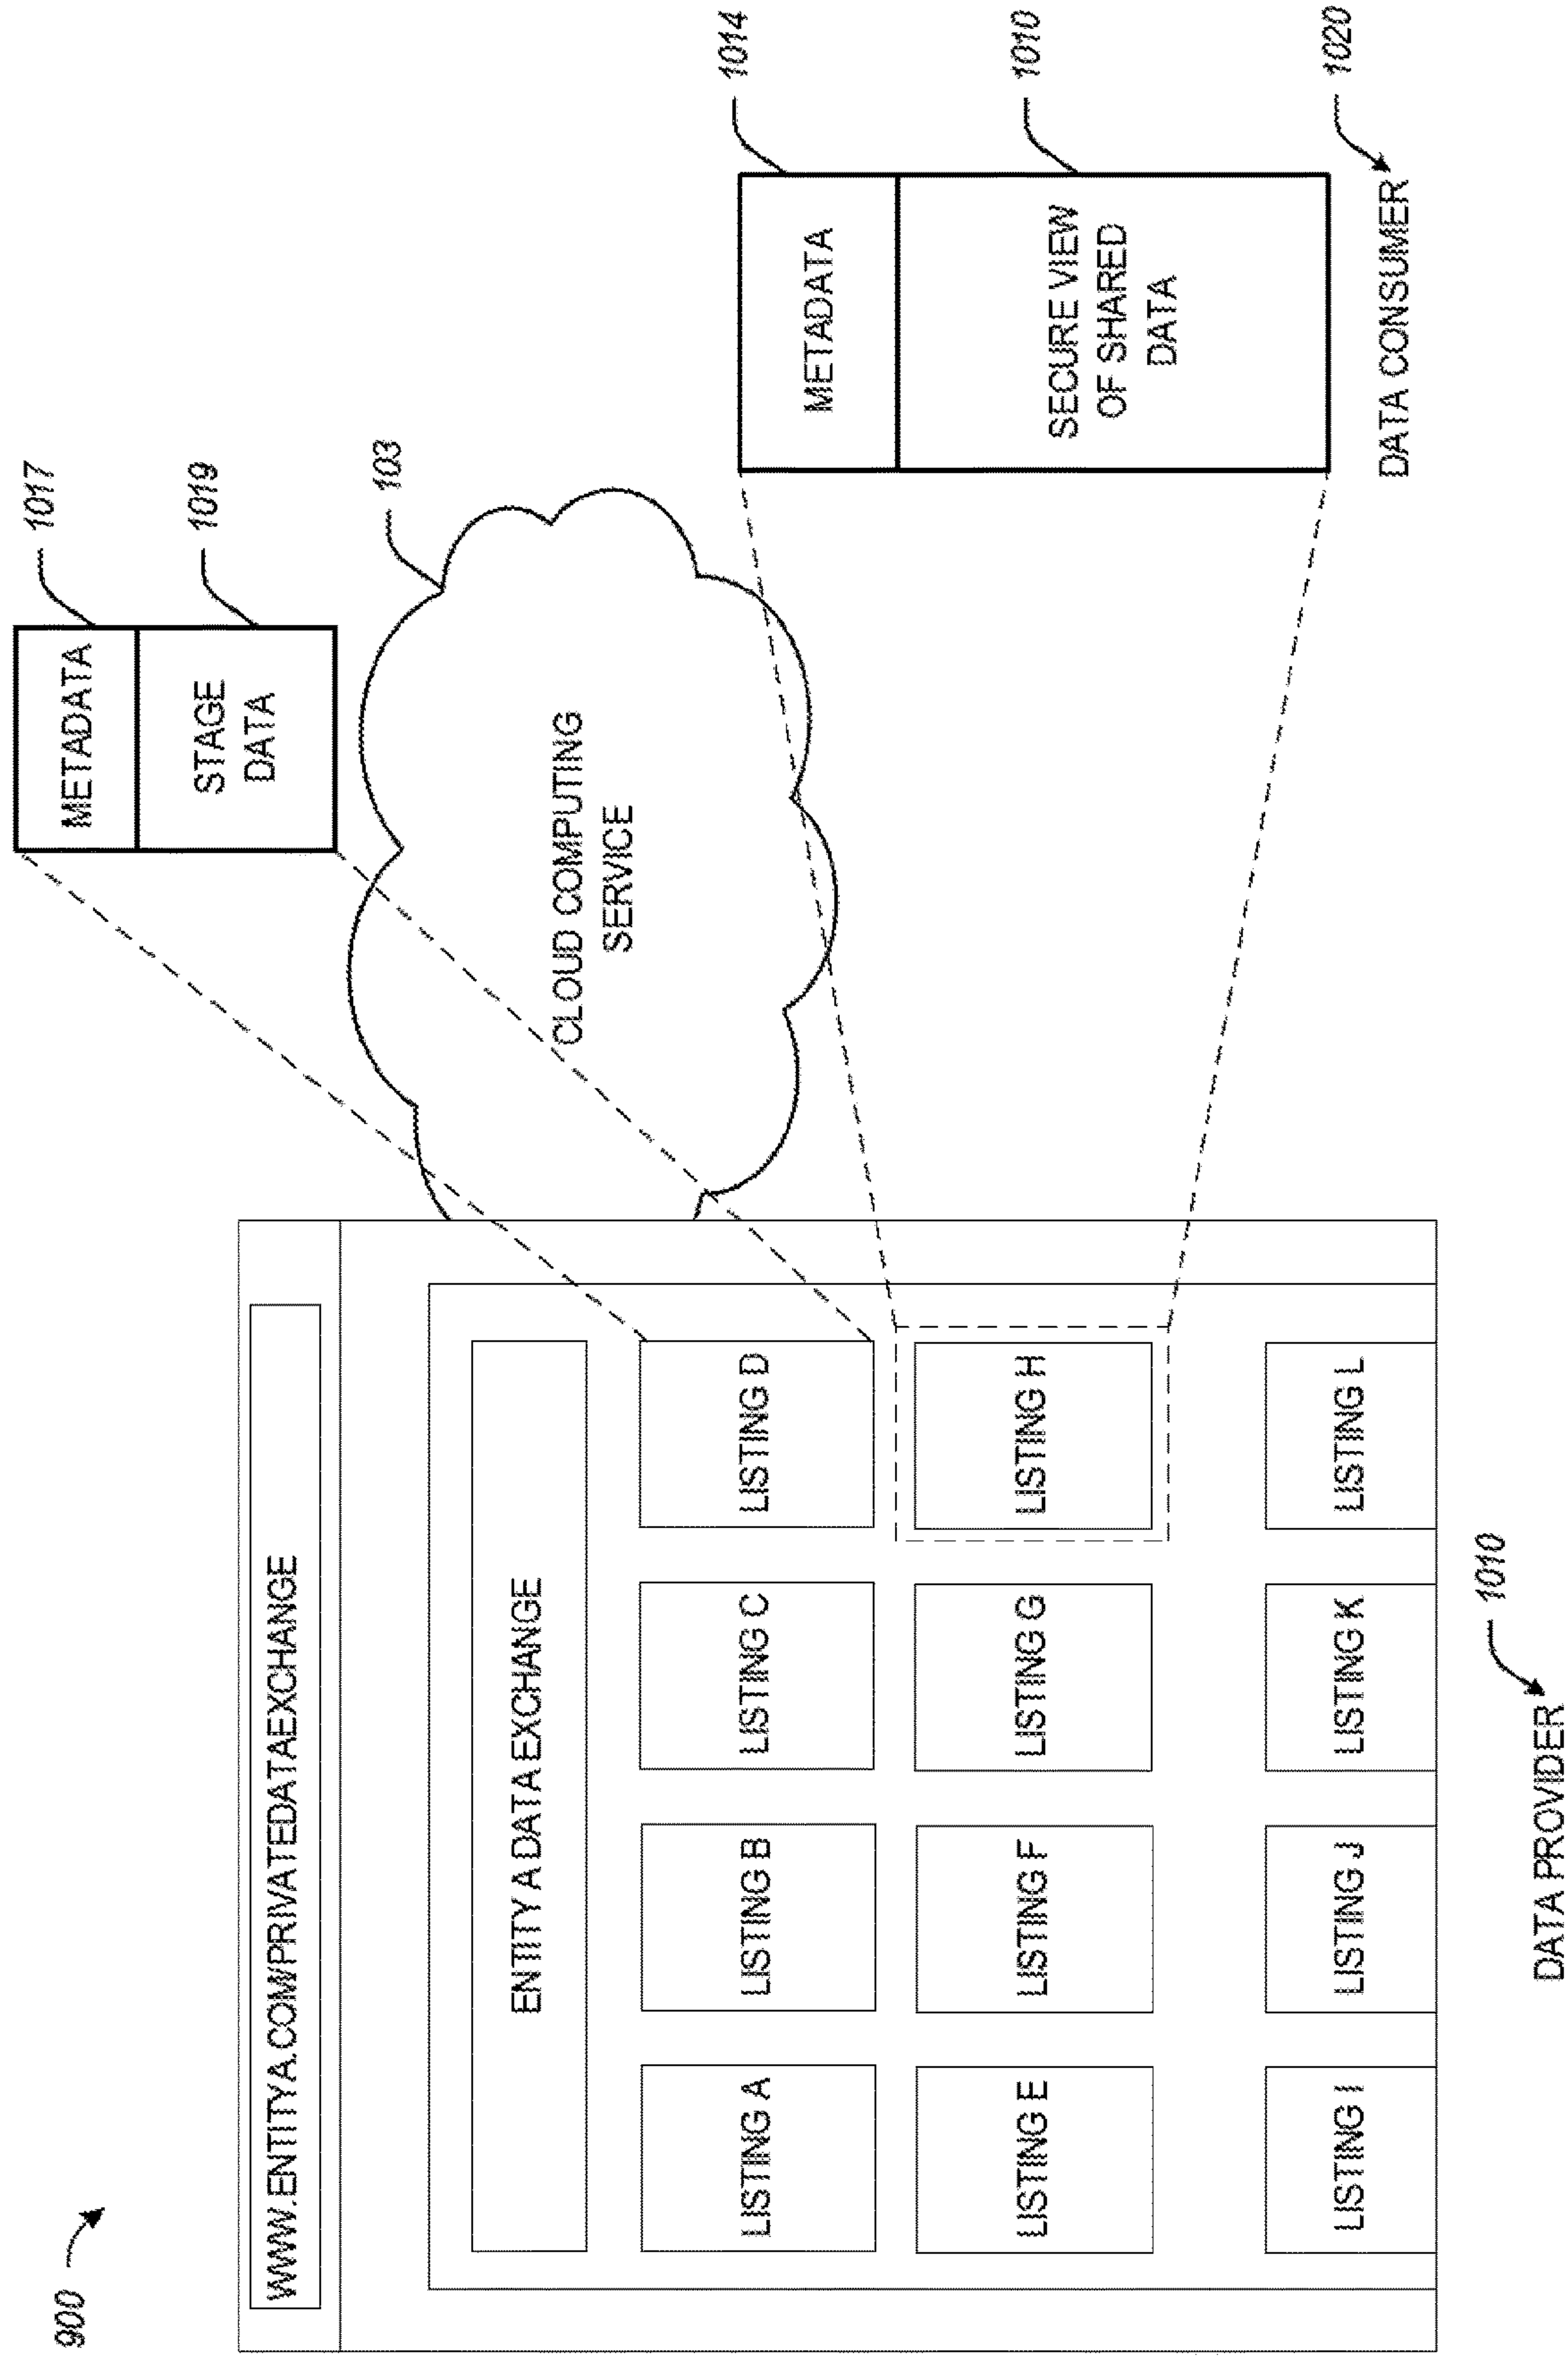 900
WWW.ENTITYA.COM/PRIVATEDATAEXCHANGE
ENTITY A DATA EXCHANGE
LISTING A
LISTING B
LISTING C
LISTING D
LISTING E
LISTING F
LISTING G
LISTING H
LISTING I
LISTING J
LISTING K
LISTING L
DATA PROVIDER
1010
METADATA
1017
STAGE
DATA
1019
CLOUD COMPUTING
SERVICE
103
METADATA
1014
SECURE VIEW
OF SHARED
DATA
1010
DATA CONSUMER
1020